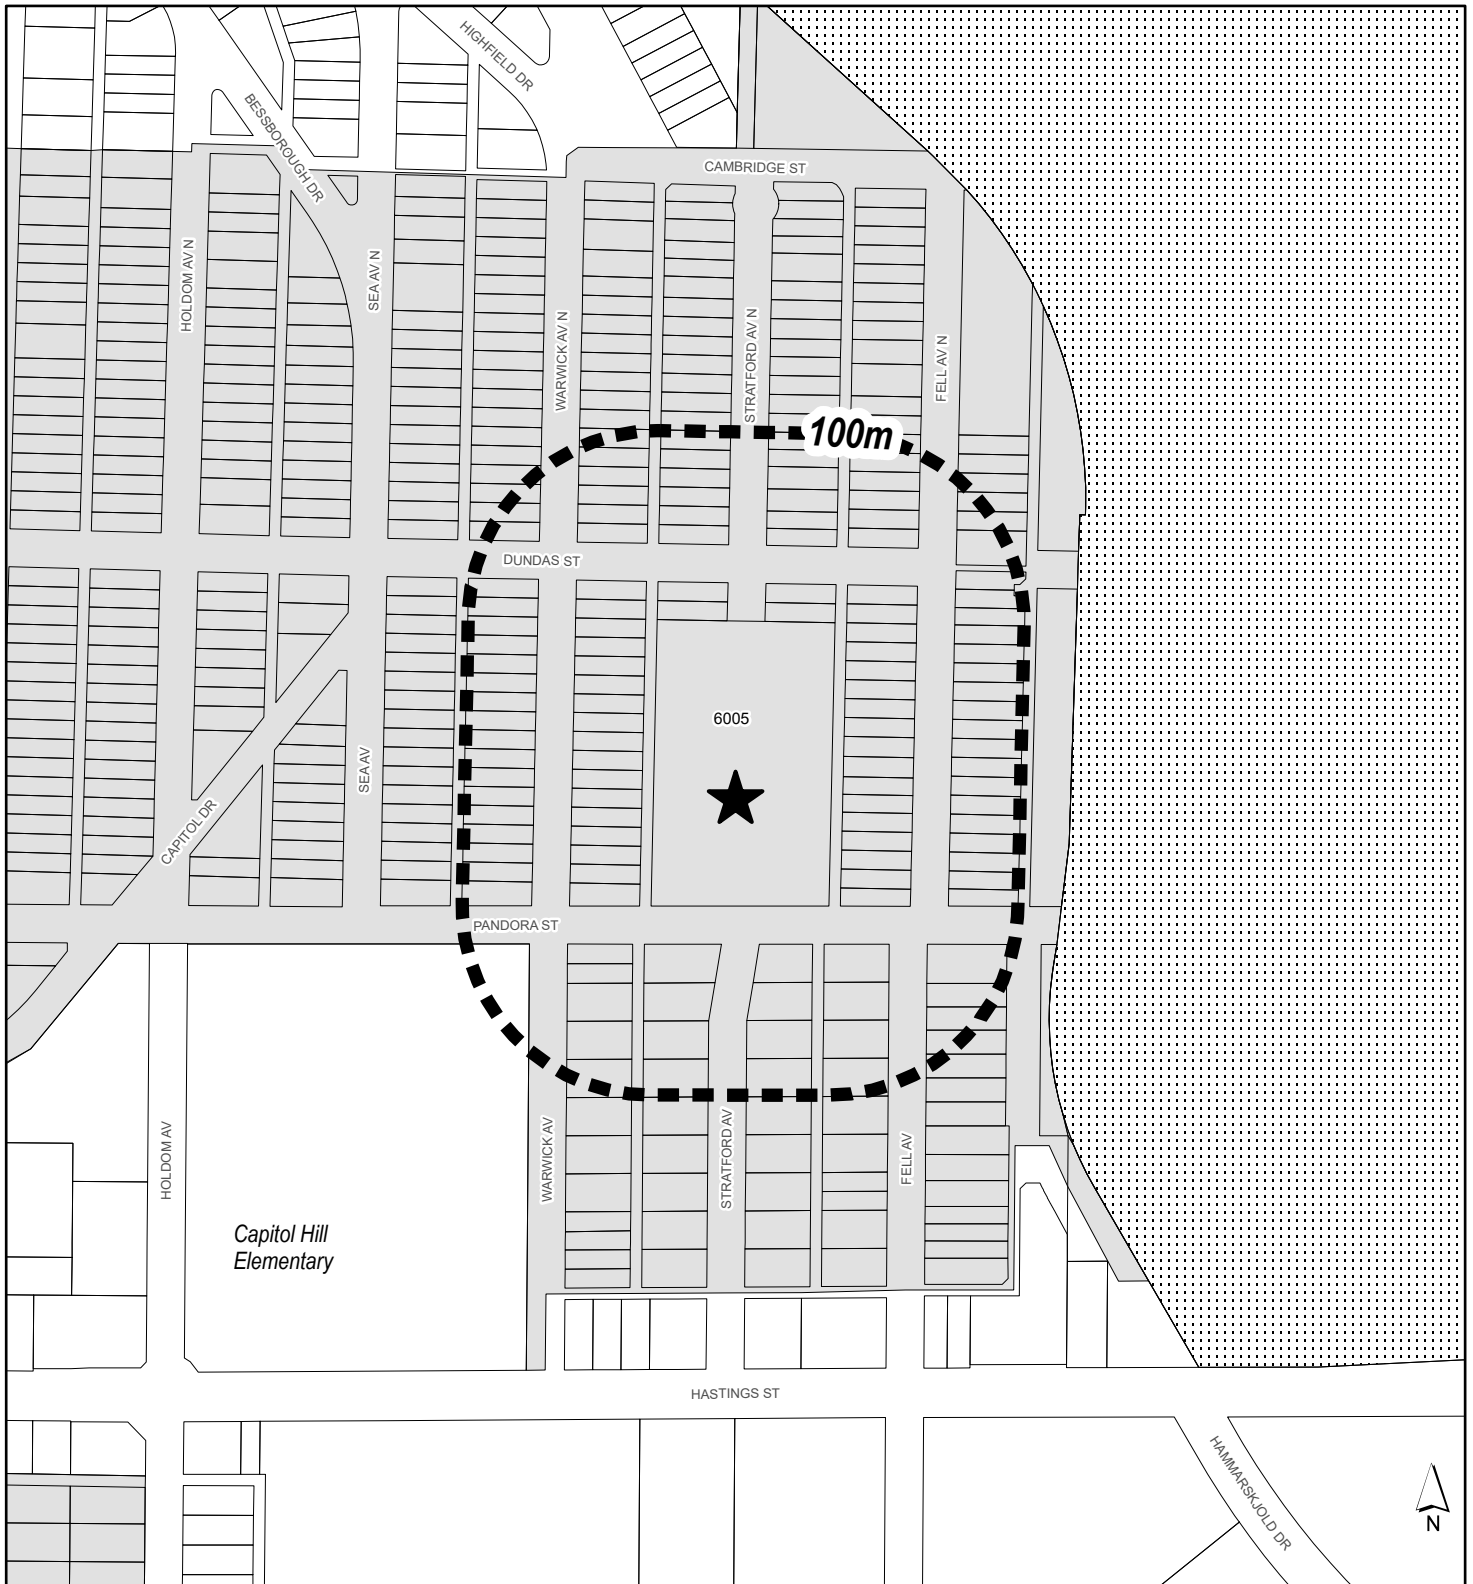 HIGHFIELD DR
BESSBOROUGH DR
CAMBRIDGE ST
HOLDOM AV N
SEA AV N
WARWICK AV N
STRATFORD AV N
FELL AV N
100m
DUNDAS ST
6005
SEA AV
CAPITOL DR
PANDORA ST
HOLDOM AV
WARWICK AV
STRATFORD AV
FELL AV
Capitol Hill
Elementary
HASTINGS ST
HAMMARSKJOLD DR
N